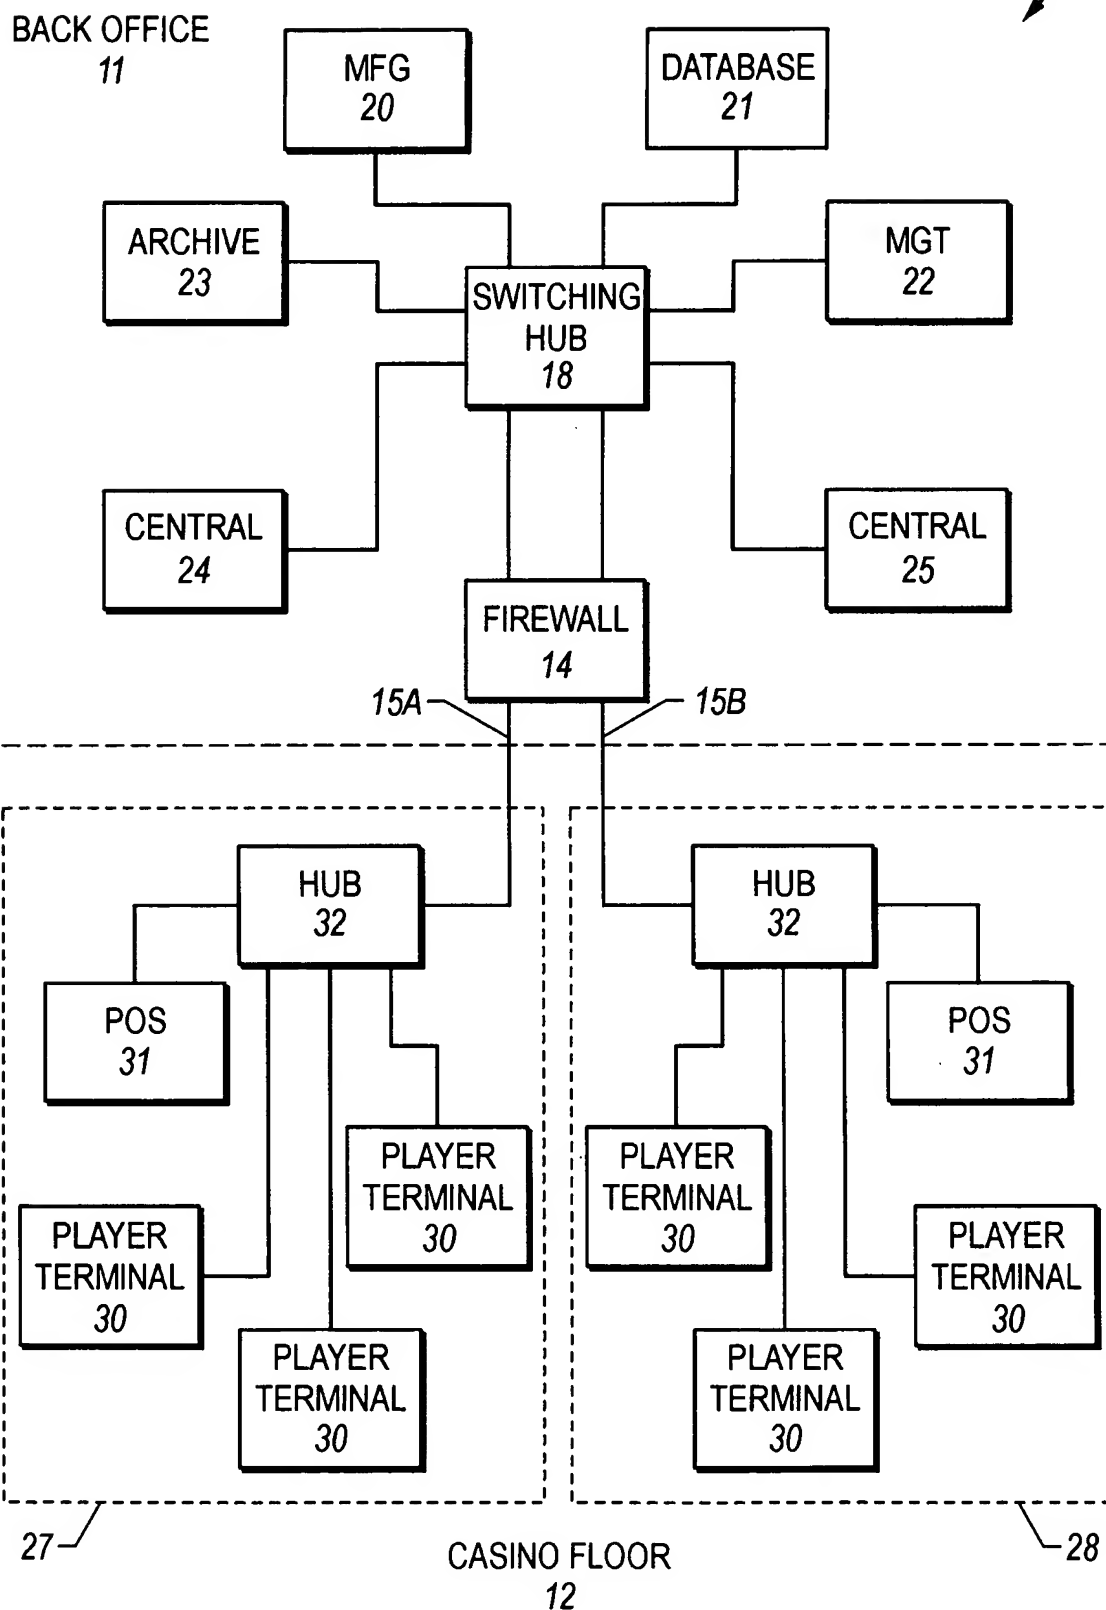 BACK OFFICE
11
MFG
20
DATABASE
21
ARCHIVE
23
MGT
22
SWITCHING
HUB
18
CENTRAL
24
CENTRAL
25
FIREWALL
14
15A
15B
HUB
32
HUB
32
POS
31
POS
31
PLAYER
TERMINAL
30
PLAYER
TERMINAL
30
PLAYER
TERMINAL
30
PLAYER
TERMINAL
30
PLAYER
TERMINAL
30
PLAYER
TERMINAL
30
27
28
CASINO FLOOR
12